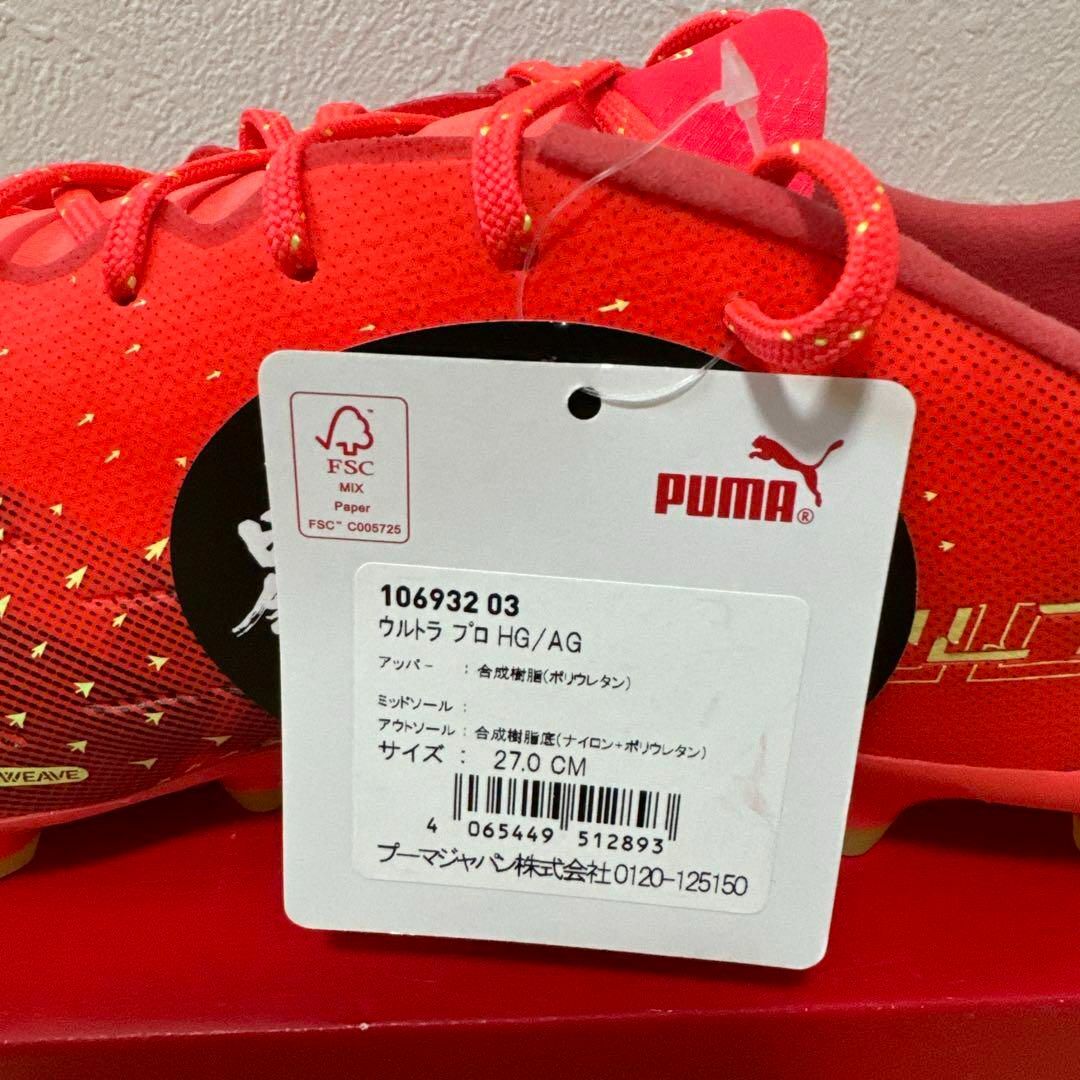 FSC™
MIX
Paper
FSC™ C005725
PUMA®
106932 03
ウルトラ プロ HG/AG
アッパー : 合成樹脂(ポリウレタン)
ミッドソール :
アウトソール : 合成樹脂底(ナイロン+ポリウレタン)
サイズ : 27.0 CM
4 065449 512893
プーマジャパン株式会社 0120-125150
WEAVE